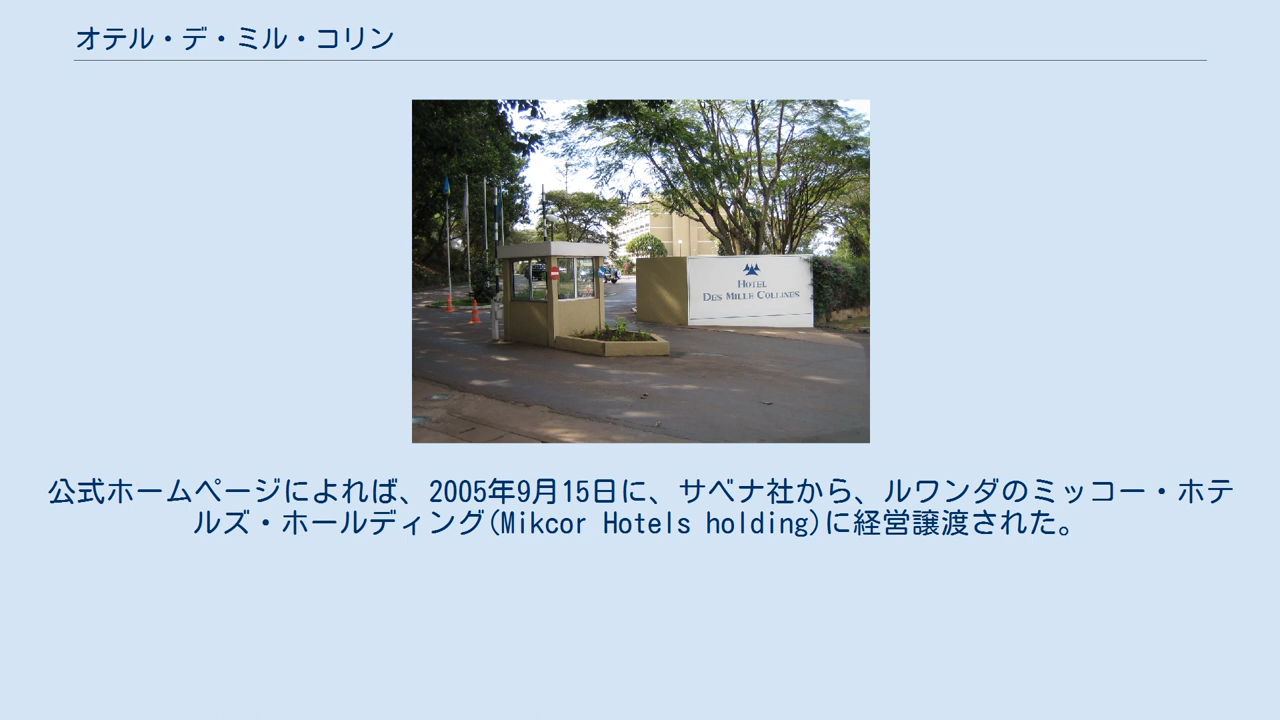 オテル・デ・ミル・コリン
HOTEL
DES MILLE COLLINES
公式ホームページによれば、2005年9月15日に、サベナ社から、ルワンダのミッコー・ホテ
ルズ・ホールディング(Mikcor Hotels holding)に経営譲渡された。